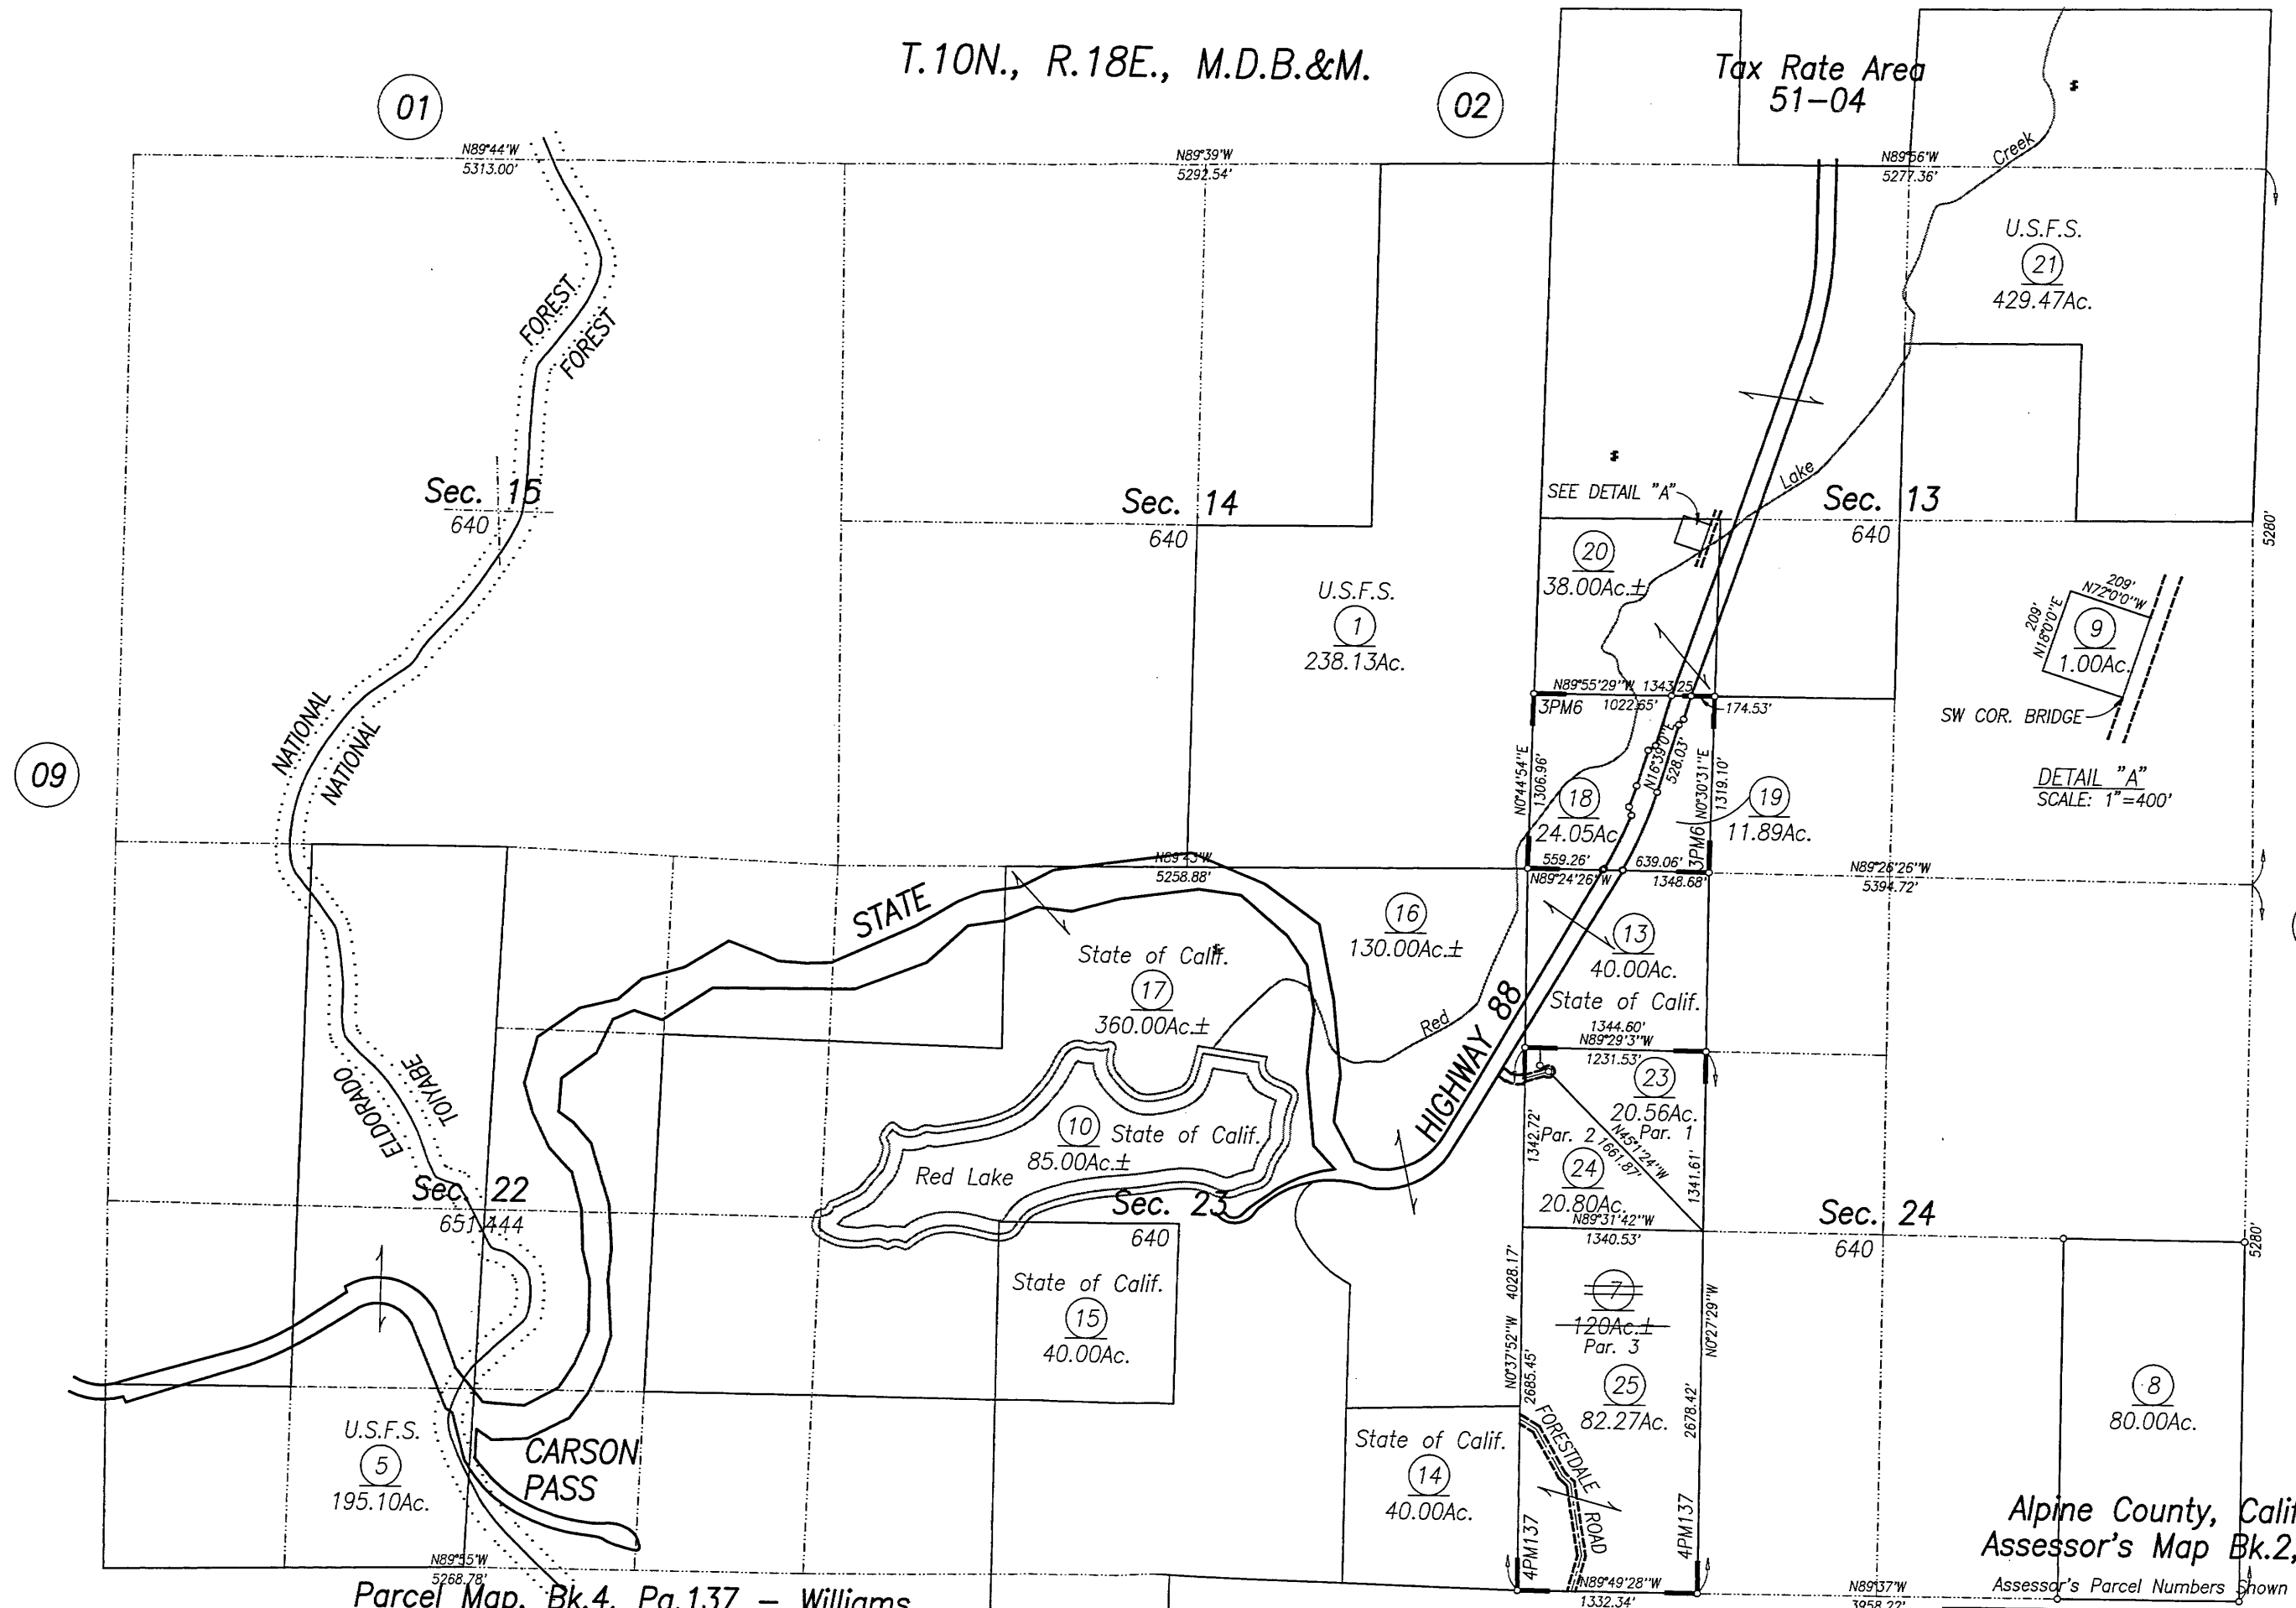 T.10N., R.18E., M.D.B.&M.
Tax Rate Area
51-04
01
02
09
N89°44'W
5313.00'
N89°39'W
5292.54'
N89°56'W
5277.36'
Creek
U.S.F.S.
21
429.47Ac.
FOREST
FOREST
Sec. 15
640
Sec. 14
640
SEE DETAIL "A"
Lake
Sec. 13
640
5280'
20
38.00Ac.±
U.S.F.S.
1
238.13Ac.
209'
N72°0'0"W
209'
N18°0'0"E
9
1.00Ac.
SW COR. BRIDGE
DETAIL "A"
SCALE: 1"=400'
NATIONAL
NATIONAL
N89°55'29"W 1343.25'
3PM6
1022.65'
174.53'
N0°44'54"E
1306.96'
N16°39'0"E
528.03'
N0°30'31"E
1319.10'
3PM6
18
24.05Ac.
19
11.89Ac.
N89°43'W
5258.88'
559.26'
639.06'
N89°24'26"W
1348.68'
N89°26'26"W
5394.72'
STATE
16
130.00Ac.±
State of Calif.
17
360.00Ac.±
13
40.00Ac.
State of Calif.
HIGHWAY 88
Red
1344.60'
N89°29'3"W
1231.53'
23
20.56Ac.
Par. 1
TOIYABE
ELDORADO
10
State of Calif.
85.00Ac.±
Red Lake
1342.72'
Par. 2
N45°1'24"W
1661.87'
24
20.80Ac.
1341.61'
Sec. 22
651.444
Sec. 23
640
N89°31'42"W
1340.53'
Sec. 24
640
5280'
State of Calif.
15
40.00Ac.
N0°37'52"W 4028.17'
2685.45'
7
120Ac.±
Par. 3
25
82.27Ac.
N0°27'29"W
2678.42'
8
80.00Ac.
U.S.F.S.
5
195.10Ac.
CARSON
PASS
State of Calif.
14
40.00Ac.
FORESTDALE
ROAD
4PM137
4PM137
N89°55'W
5268.78'
N89°49'28"W
1332.34'
N89°37'W
3958.22'
Parcel Map, Bk.4, Pg.137 – Williams
Alpine County, Calif
Assessor's Map Bk.2,
Assessor's Parcel Numbers Shown